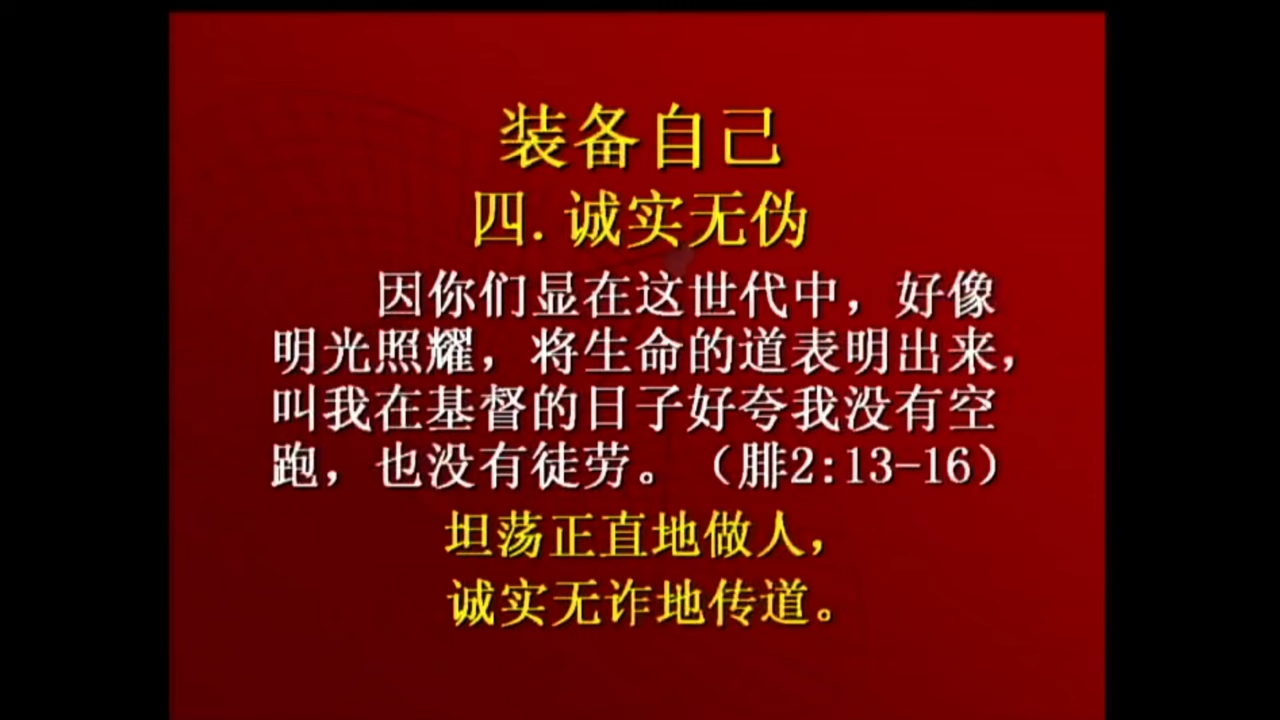 装备自己
四.诚实无伪
因你们显在这世代中，好像
明光照耀，将生命的道表明出来，
叫我在基督的日子好夸我没有空
跑，也没有徒劳。（腓2:13-16）
坦荡正直地做人，
诚实无诈地传道。